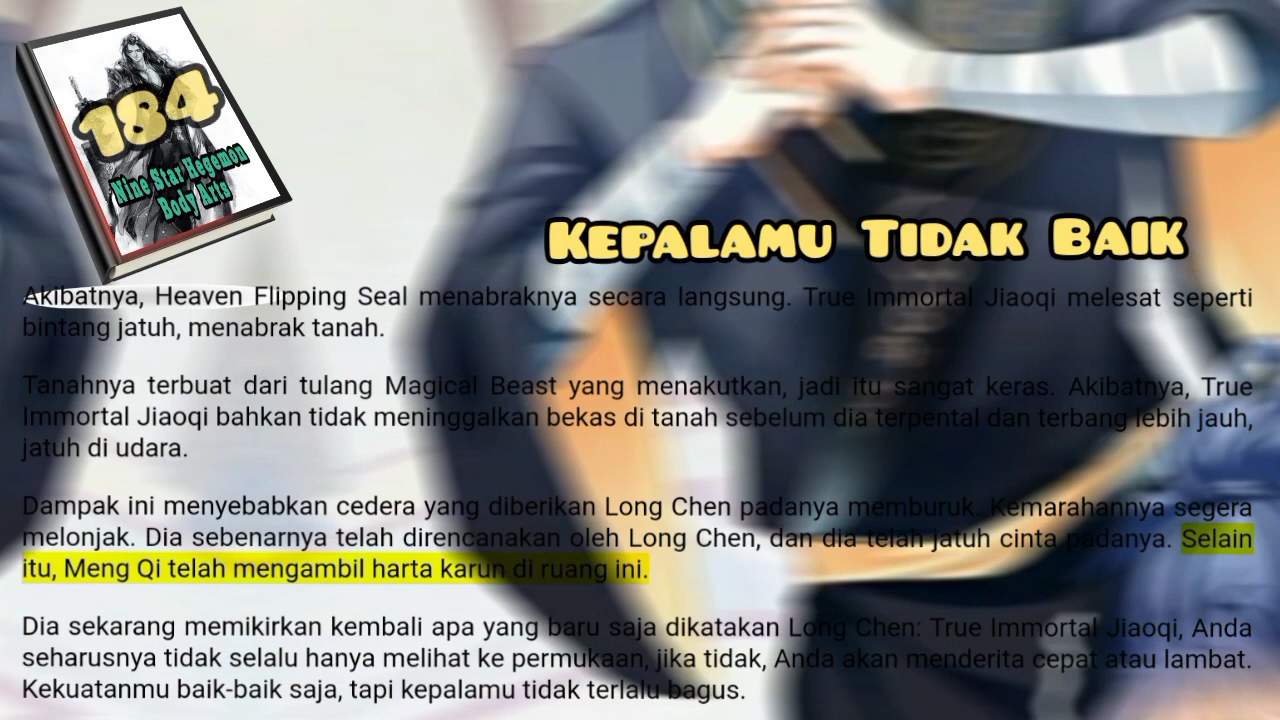 184
Nine Star Hegemon
Body Arts
Kepalamu Tidak Baik
Akibatnya, Heaven Flipping Seal menabraknya secara langsung. True Immortal Jiaoqi melesat seperti
bintang jatuh, menabrak tanah.
Tanahnya terbuat dari tulang Magical Beast yang menakutkan, jadi itu sangat keras. Akibatnya, True
Immortal Jiaoqi bahkan tidak meninggalkan bekas di tanah sebelum dia terpental dan terbang lebih jauh,
jatuh di udara.
Dampak ini menyebabkan cedera yang diberikan Long Chen padanya memburuk. Kemarahannya segera
melonjak. Dia sebenarnya telah direncanakan oleh Long Chen, dan dia telah jatuh cinta padanya. Selain
itu, Meng Qi telah mengambil harta karun di ruang ini.
Dia sekarang memikirkan kembali apa yang baru saja dikatakan Long Chen: True Immortal Jiaoqi, Anda
seharusnya tidak selalu hanya melihat ke permukaan, jika tidak, Anda akan menderita cepat atau lambat.
Kekuatanmu baik-baik saja, tapi kepalamu tidak terlalu bagus.